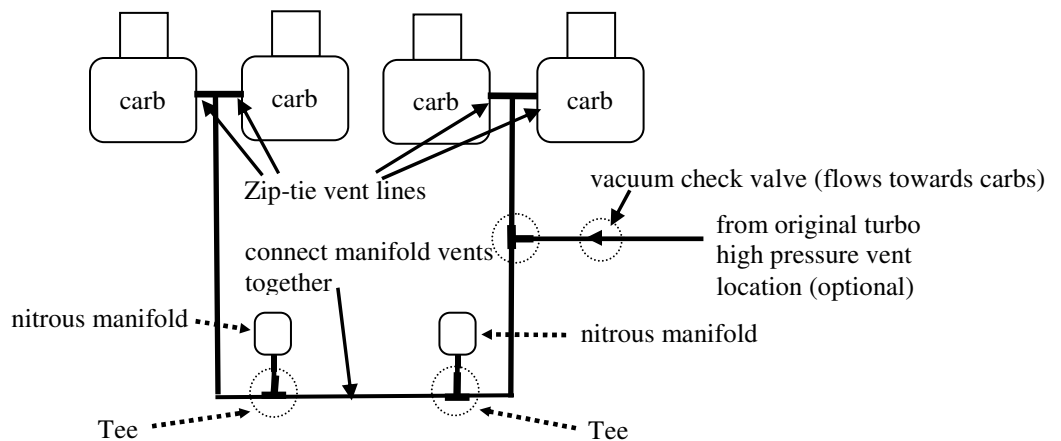 carb
carb
carb
carb
Zip-tie vent lines
vacuum check valve (flows towards carbs)
from original turbo
high pressure vent
location (optional)
connect manifold vents
together
nitrous manifold
nitrous manifold
Tee
Tee